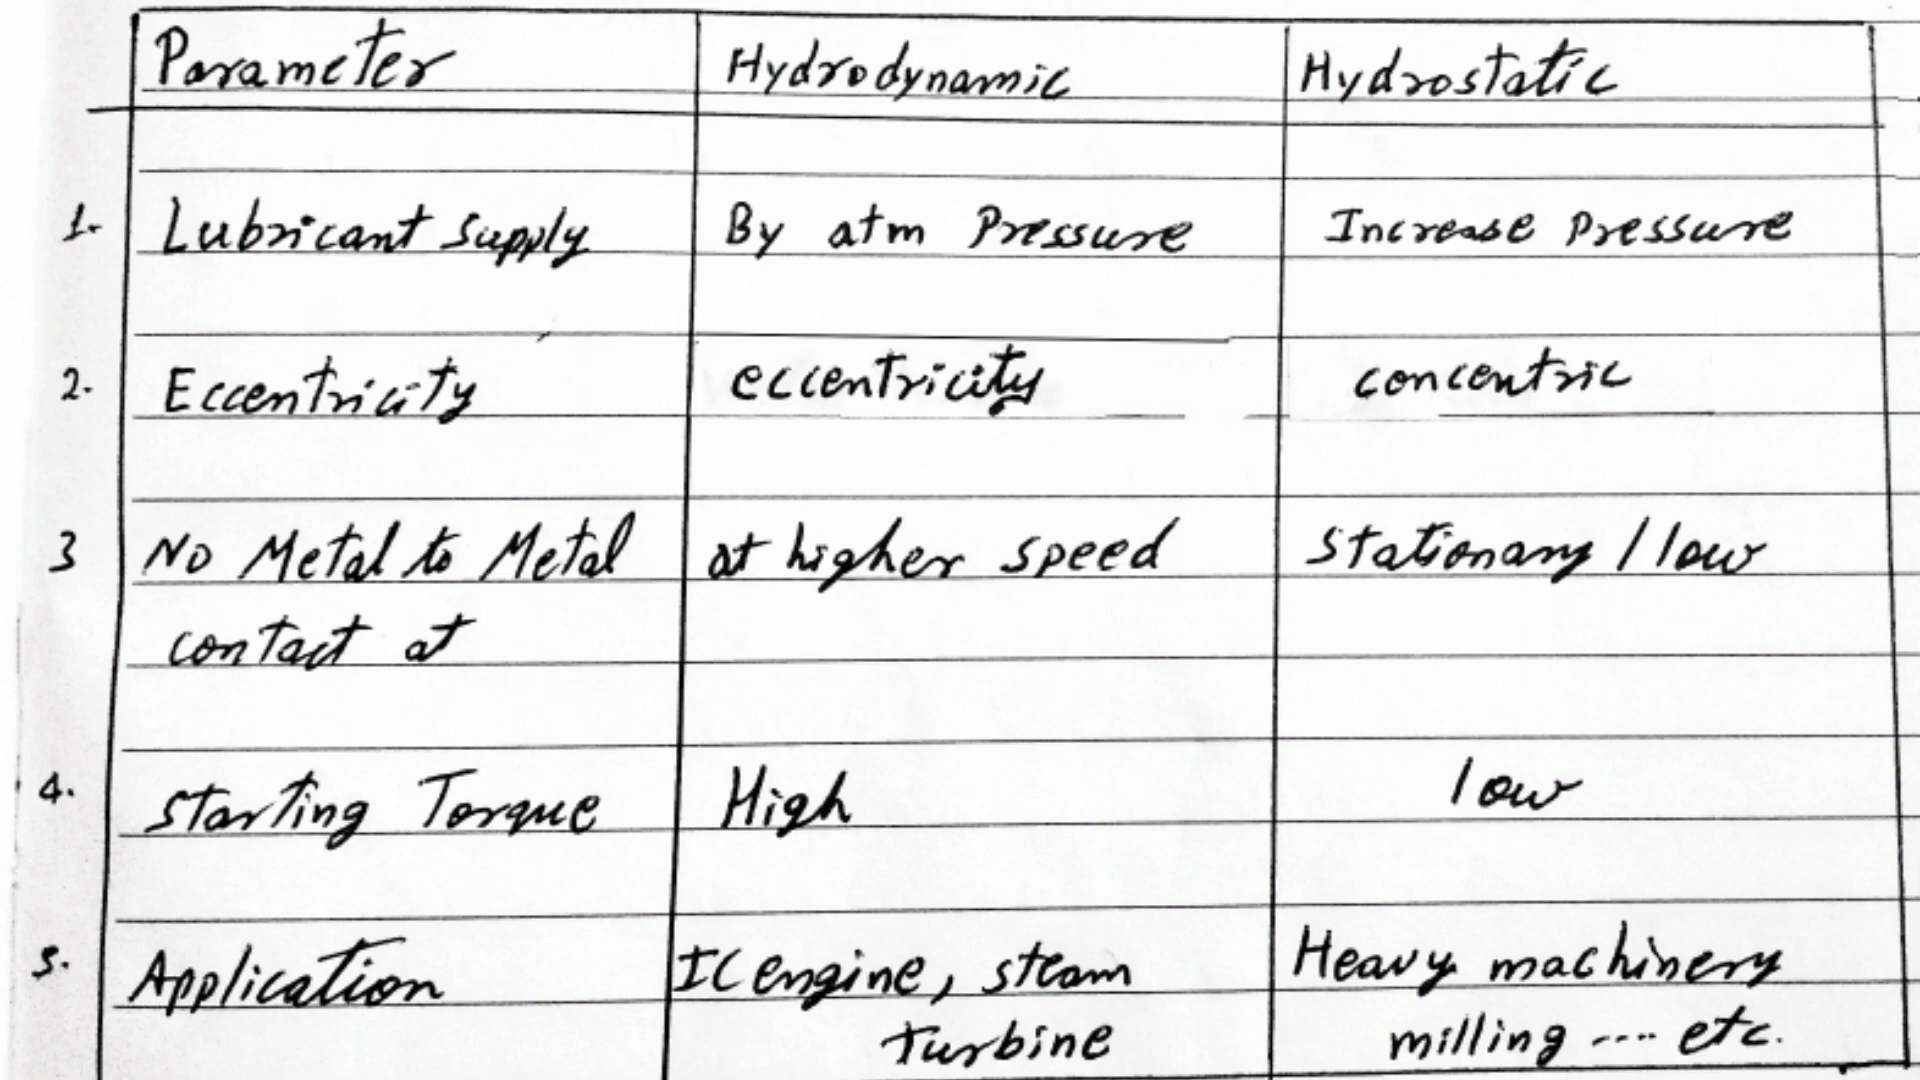 Parameter Hydrodynamic Hydrostatic
1. Lubricant supply By atm Pressure Increase Pressure
2. Eccentricity eccentricity concentric
3 No Metal to Metal at higher speed Stationary / low
contact at
4. Starting Torque High low
5. Application IC engine, steam Heavy machinery
turbine milling .... etc.